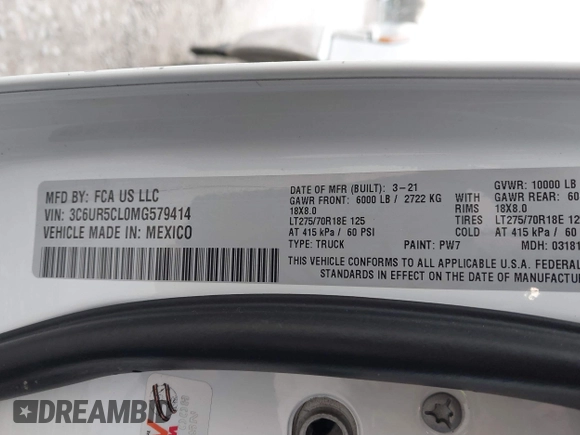 MFD BY: FCA US LLC
VIN: 3C6UR5CL0MG579414
VEHICLE MADE IN: MEXICO
DATE OF MFR (BUILT): 3-21
GAWR FRONT: 6000 LB / 2722 KG
18X8.0
LT275/70R18E 125
AT 415 kPa / 60 PSI
TYPE: TRUCK PAINT: PW7
WITH
RIMS
TIRES
COLD
GVWR: 10000 LB
GAWR REAR: 60
18X8.0
LT275/70R18E 1
AT 415 kPa / 60
MDH: 03181
THIS VEHICLE CONFORMS TO ALL APPLICABLE U.S.A. FEDERAL
STANDARDS IN EFFECT ON THE DATE OF MANUFACTUR
DREAMBID